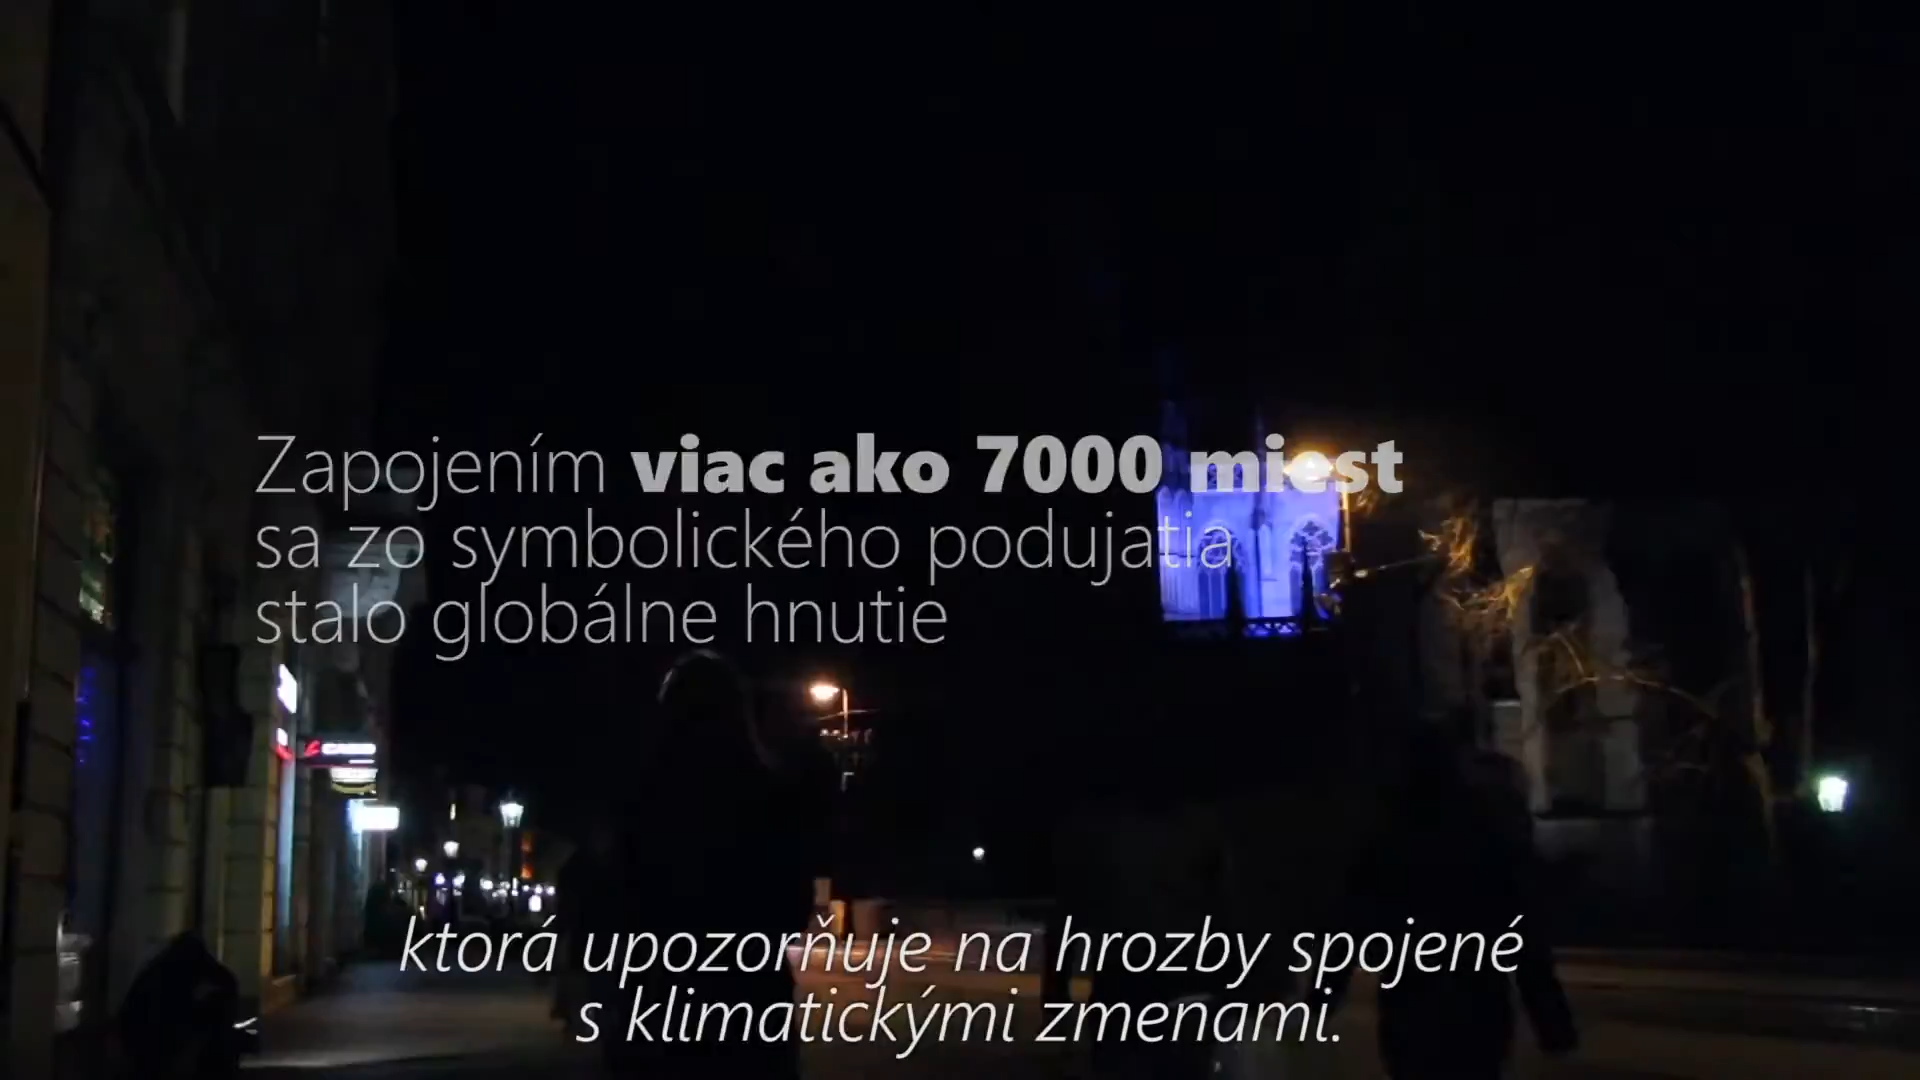 Zapojením viac ako 7000 miest
sa zo symbolického podujatia
stalo globálne hnutie
ktorá upozorňuje na hrozby spojené
s klimatickými zmenami.